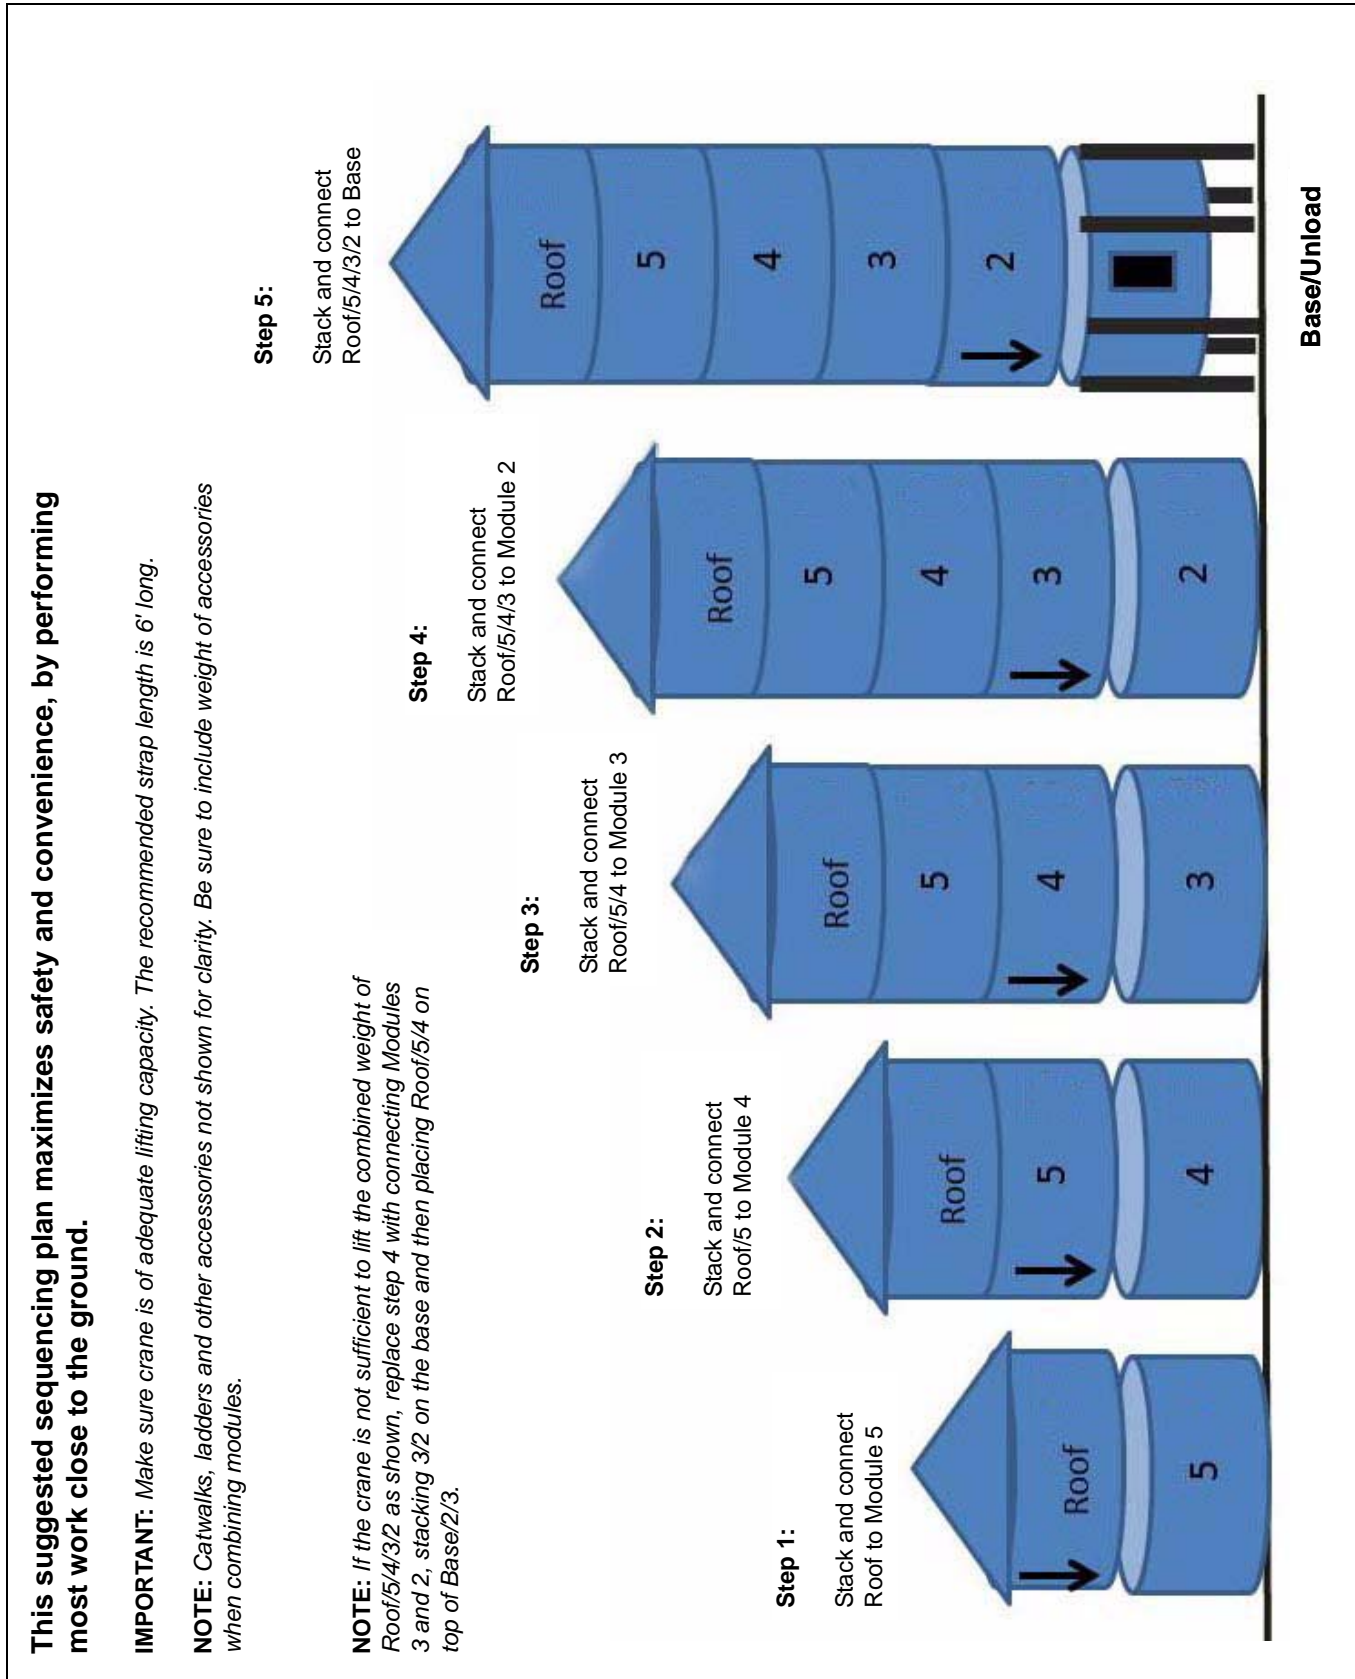 This suggested sequencing plan maximizes safety and convenience, by performing
most work close to the ground.
IMPORTANT: Make sure crane is of adequate lifting capacity. The recommended strap length is 6' long.
NOTE: Catwalks, ladders and other accessories not shown for clarity. Be sure to include weight of accessories
when combining modules.
NOTE: If the crane is not sufficient to lift the combined weight of
Roof/5/4/3/2 as shown, replace step 4 with connecting Modules
3 and 2, stacking 3/2 on the base and then placing Roof/5/4 on
top of Base/2/3.
Step 1:
Stack and connect
Roof to Module 5
Roof
5
Step 2:
Stack and connect
Roof/5 to Module 4
Roof
5
4
Step 3:
Stack and connect
Roof/5/4 to Module 3
Roof
5
4
3
Step 4:
Stack and connect
Roof/5/4/3 to Module 2
Roof
5
4
3
2
Step 5:
Stack and connect
Roof/5/4/3/2 to Base
Roof
5
4
3
2
Base/Unload